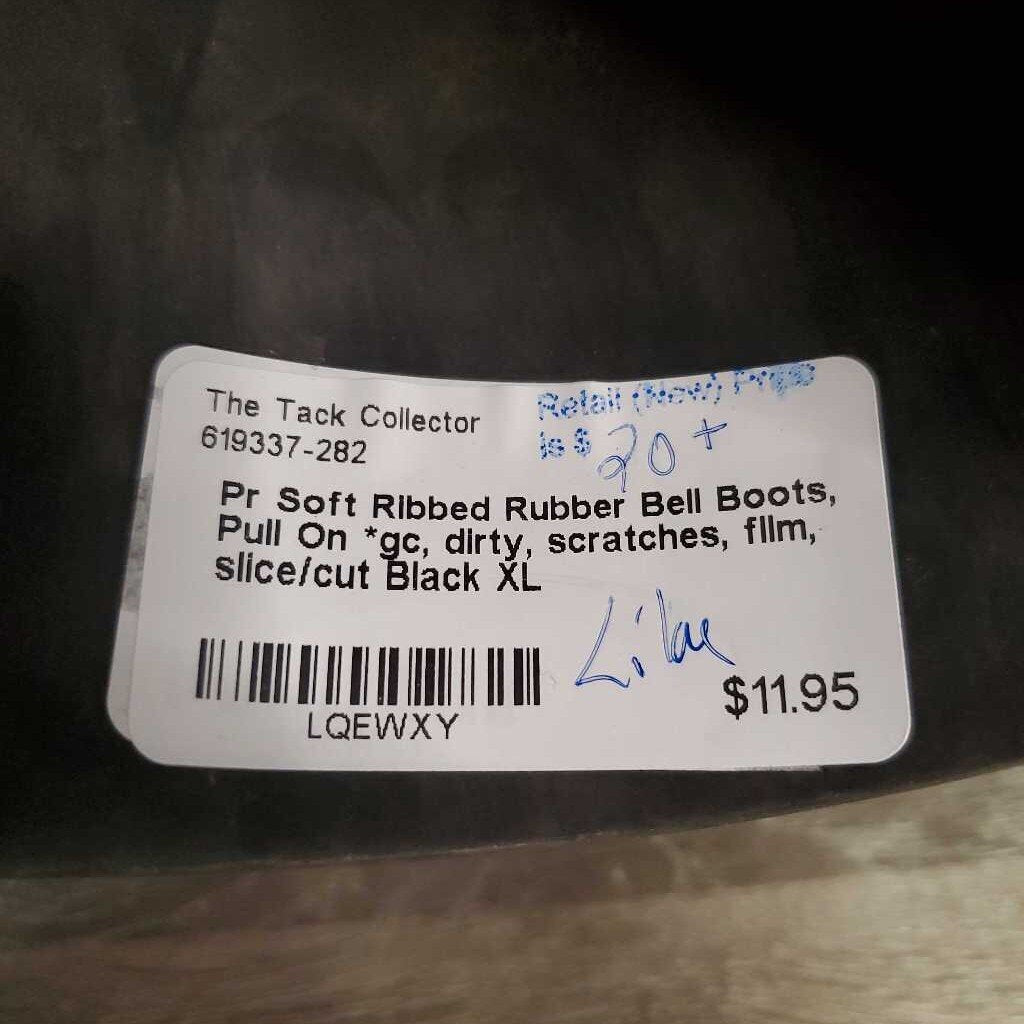 The Tack Collector
619337-282
Retail (New) Price
is $ 20+
Pr Soft Ribbed Rubber Bell Boots,
Pull On *gc, dirty, scratches, film,
slice/cut Black XL
Like
LQEWXY
$11.95